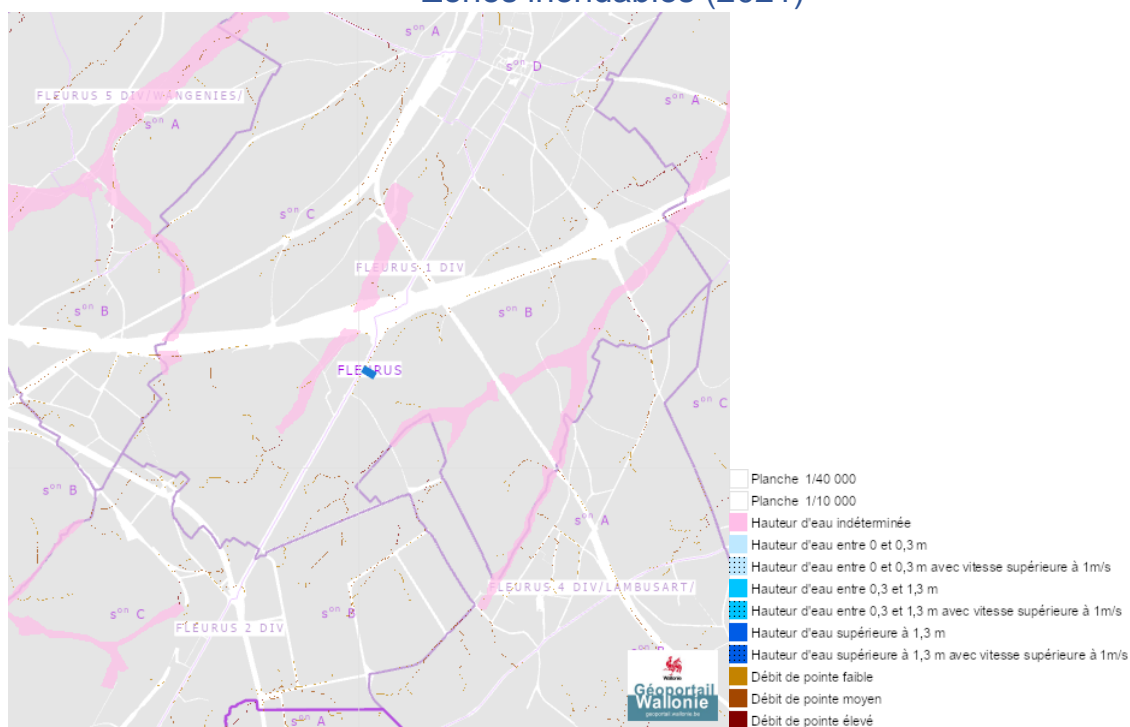 Zones inondables (2021)
sᵒⁿ A
sᵒⁿ D
FLEURUS 5 DIV/WANGENIES/
sᵒⁿ A
sᵒⁿ A
sᵒⁿ C
FLEURUS 1 DIV
sᵒⁿ B
sᵒⁿ B
FLEURUS
sᵒⁿ C
sᵒⁿ B
sᵒⁿ A
FLEURUS 4 DIV/LAMBUSART/
sᵒⁿ C
sᵒⁿ B
FLEURUS 2 DIV
sᵒⁿ A
Wallonie
Géoportail
Wallonie
geoportail.wallonie.be
Planche 1/40 000
Planche 1/10 000
Hauteur d'eau indéterminée
Hauteur d'eau entre 0 et 0,3 m
Hauteur d'eau entre 0 et 0,3 m avec vitesse supérieure à 1m/s
Hauteur d'eau entre 0,3 et 1,3 m
Hauteur d'eau entre 0,3 et 1,3 m avec vitesse supérieure à 1m/s
Hauteur d'eau supérieure à 1,3 m
Hauteur d'eau supérieure à 1,3 m avec vitesse supérieure à 1m/s
Débit de pointe faible
Débit de pointe moyen
Débit de pointe élevé